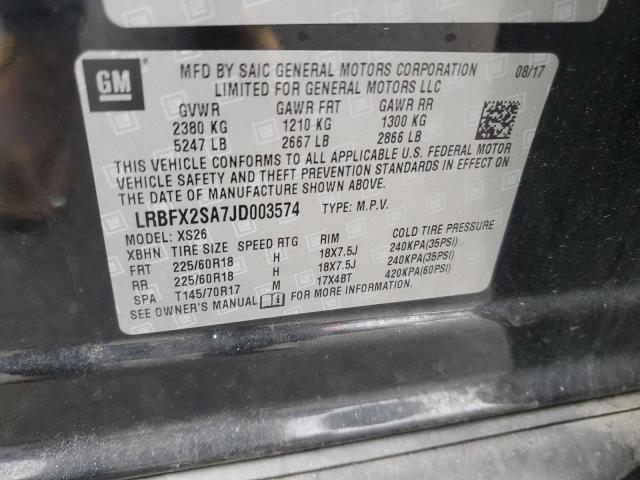 GM
MFD BY SAIC GENERAL MOTORS CORPORATION 08/17
LIMITED FOR GENERAL MOTORS LLC
GVWR GAWR FRT GAWR RR
2380 KG 1210 KG 1300 KG
5247 LB 2667 LB 2866 LB
THIS VEHICLE CONFORMS TO ALL APPLICABLE U.S. FEDERAL MOTOR
VEHICLE SAFETY AND THEFT PREVENTION STANDARDS IN EFFECT ON
THE DATE OF MANUFACTURE SHOWN ABOVE.
LRBFX2SA7JD003574 TYPE: M.P.V.
MODEL: XS26
XBHN TIRE SIZE SPEED RTG RIM COLD TIRE PRESSURE
FRT 225/60R18 H 18X7.5J 240KPA(35PSI)
RR 225/60R18 H 18X7.5J 240KPA(35PSI)
SPA T145/70R17 M 17X4BT 420KPA(60PSI)
SEE OWNER'S MANUAL FOR MORE INFORMATION.